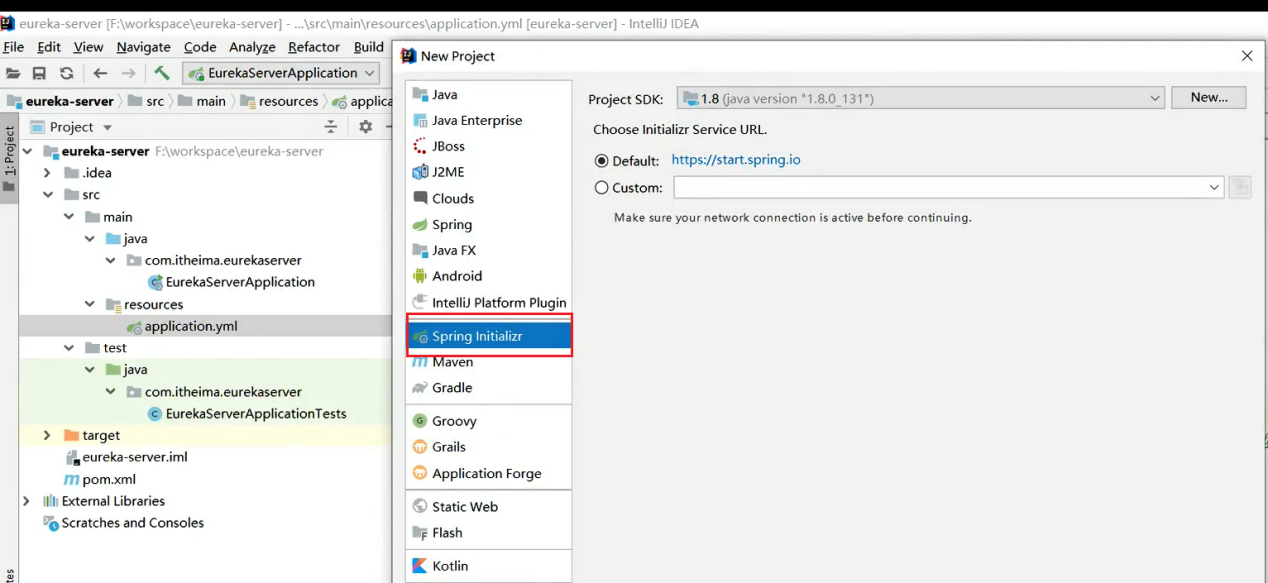 eureka-server [F:\workspace\eureka-server] - ...\src\main\resources\application.yml [eureka-server] - IntelliJ IDEA
File Edit View Navigate Code Analyze Refactor Build
EurekaServerApplication
eureka-server src main resources applica
1: Project
Project
eureka-server F:\workspace\eureka-server
.idea
src
main
java
com.itheima.eurekaserver
EurekaServerApplication
resources
application.yml
test
java
com.itheima.eurekaserver
EurekaServerApplicationTests
target
eureka-server.iml
pom.xml
External Libraries
Scratches and Consoles
New Project
Java
Java Enterprise
JBoss
J2ME
Clouds
Spring
Java FX
Android
IntelliJ Platform Plugin
Spring Initializr
Maven
Gradle
Groovy
Grails
Application Forge
Static Web
Flash
Kotlin
Project SDK: 1.8 (java version "1.8.0_131") New...
Choose Initializr Service URL.
Default: https://start.spring.io
Custom:
Make sure your network connection is active before continuing.